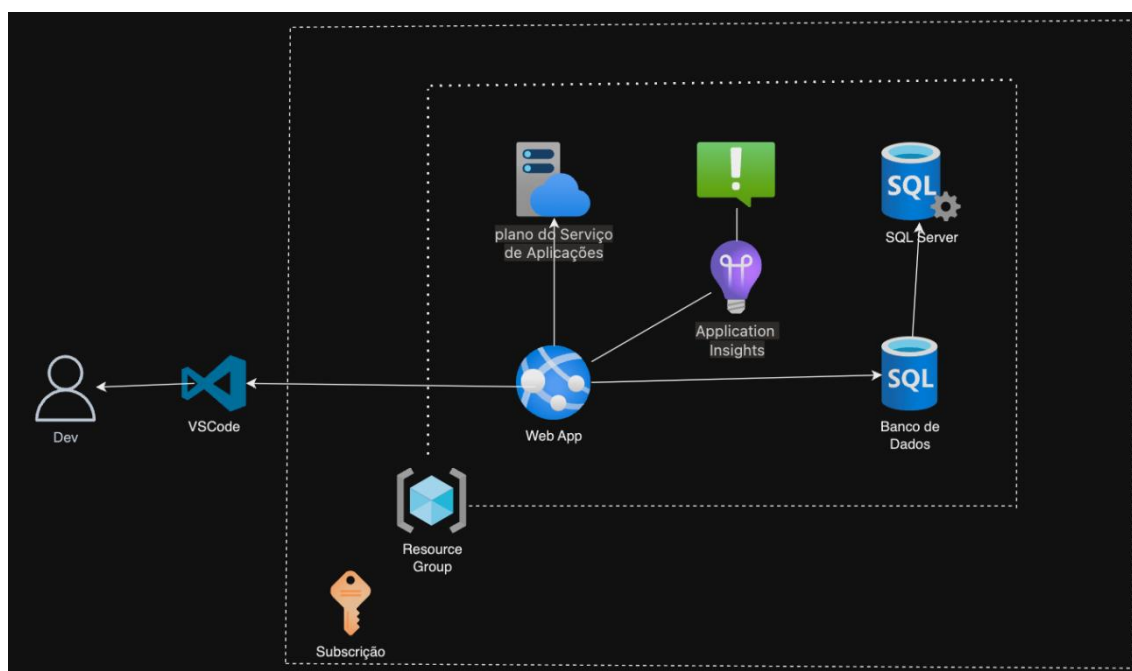 plano do Serviço
de Aplicações
SQL
SQL Server
Application
Insights
Dev
VSCode
Web App
SQL
Banco de
Dados
Resource
Group
Subscrição